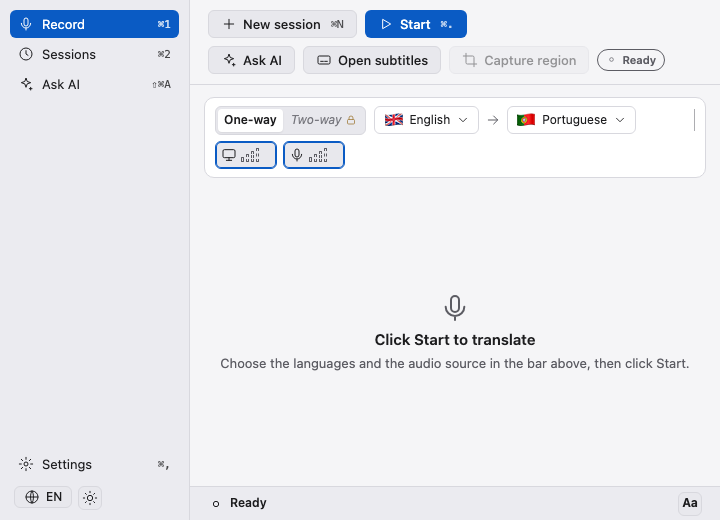 Record ⌘1
Sessions ⌘2
Ask AI ⇧⌘A
Settings ⌘,
EN
New session ⌘N
Start ⌘.
Ask AI
Open subtitles
Capture region
Ready
One-way
Two-way
English
Portuguese
Click Start to translate
Choose the languages and the audio source in the bar above, then click Start.
Ready
Aa